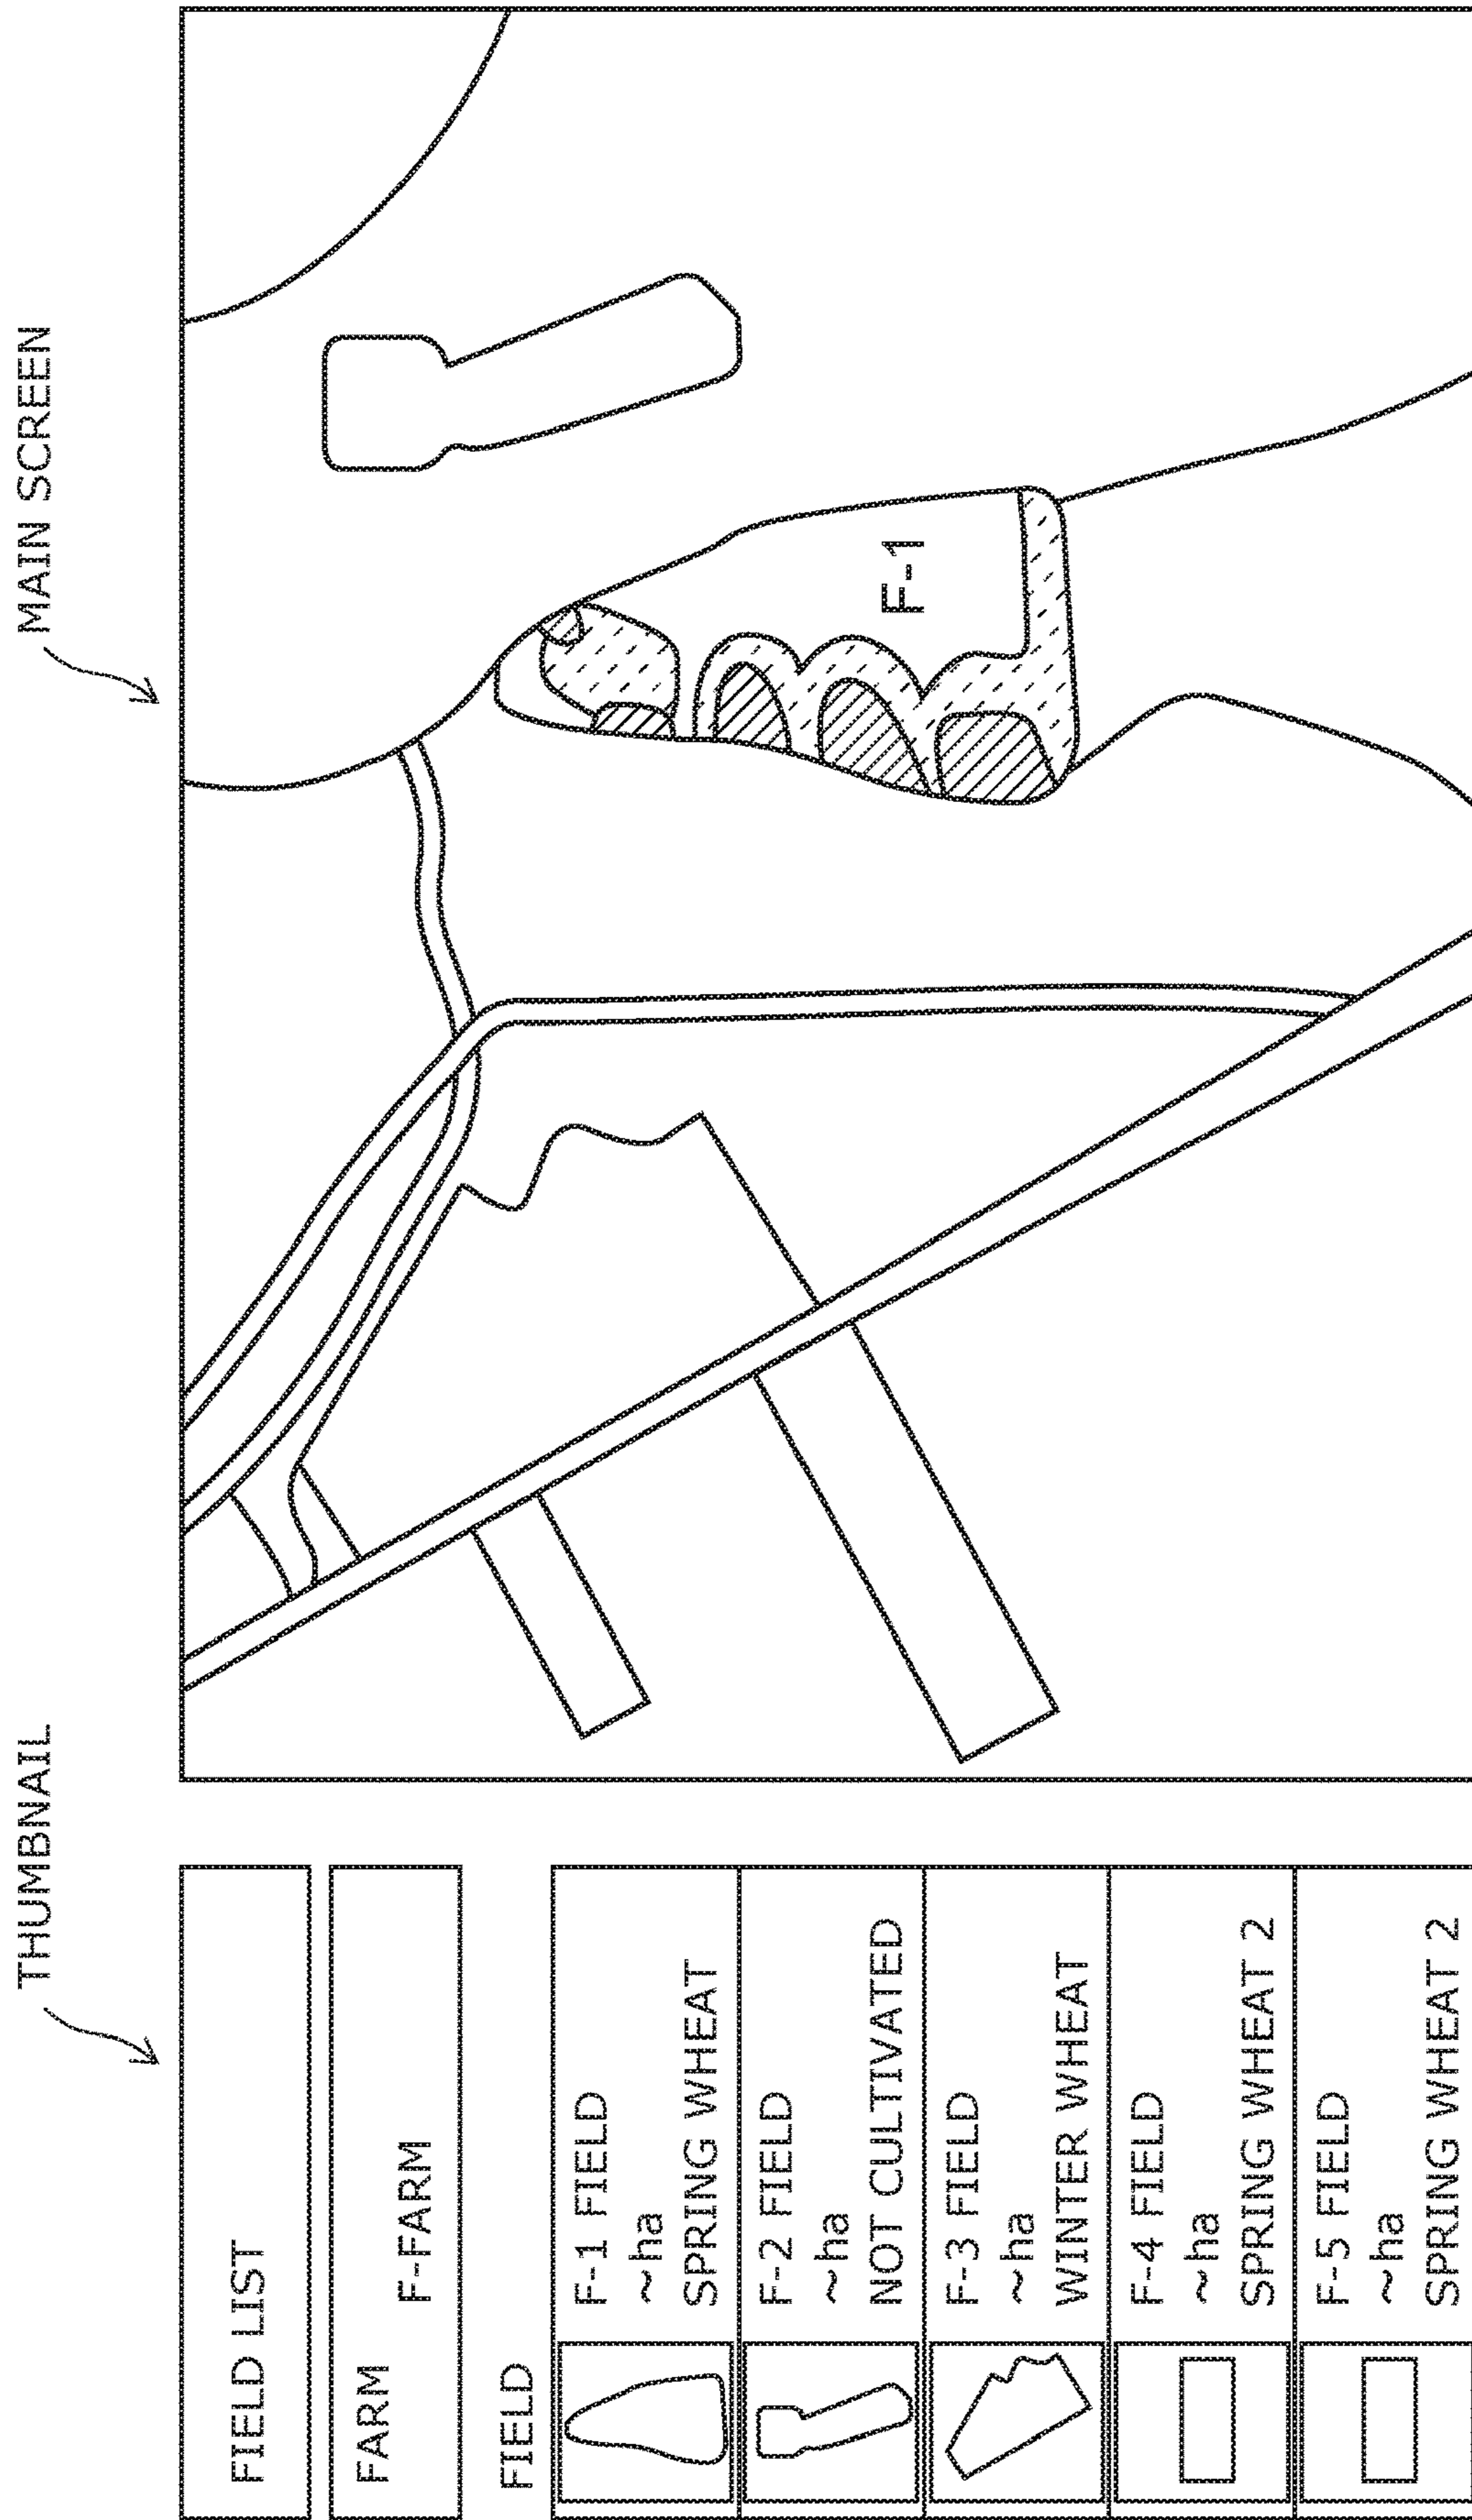 THUMBNAIL
MAIN SCREEN
FIELD LIST
FARM
F-FARM
FIELD
F-1 FIELD
~ha
SPRING WHEAT
F-2 FIELD
~ha
NOT CULTIVATED
F-3 FIELD
~ha
WINTER WHEAT
F-4 FIELD
~ha
SPRING WHEAT 2
F-5 FIELD
~ha
SPRING WHEAT 2
F-1